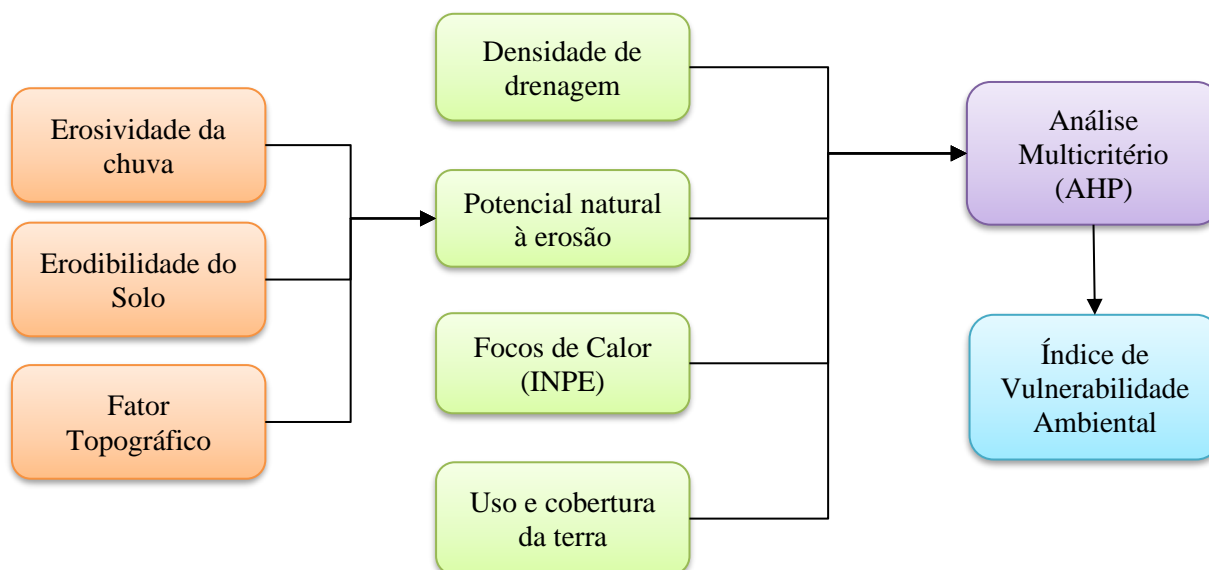 Erosividade da
chuva
Erodibilidade do
Solo
Fator
Topográfico
Densidade de
drenagem
Potencial natural
à erosão
Focos de Calor
(INPE)
Uso e cobertura
da terra
Análise
Multicritério
(AHP)
Índice de
Vulnerabilidade
Ambiental